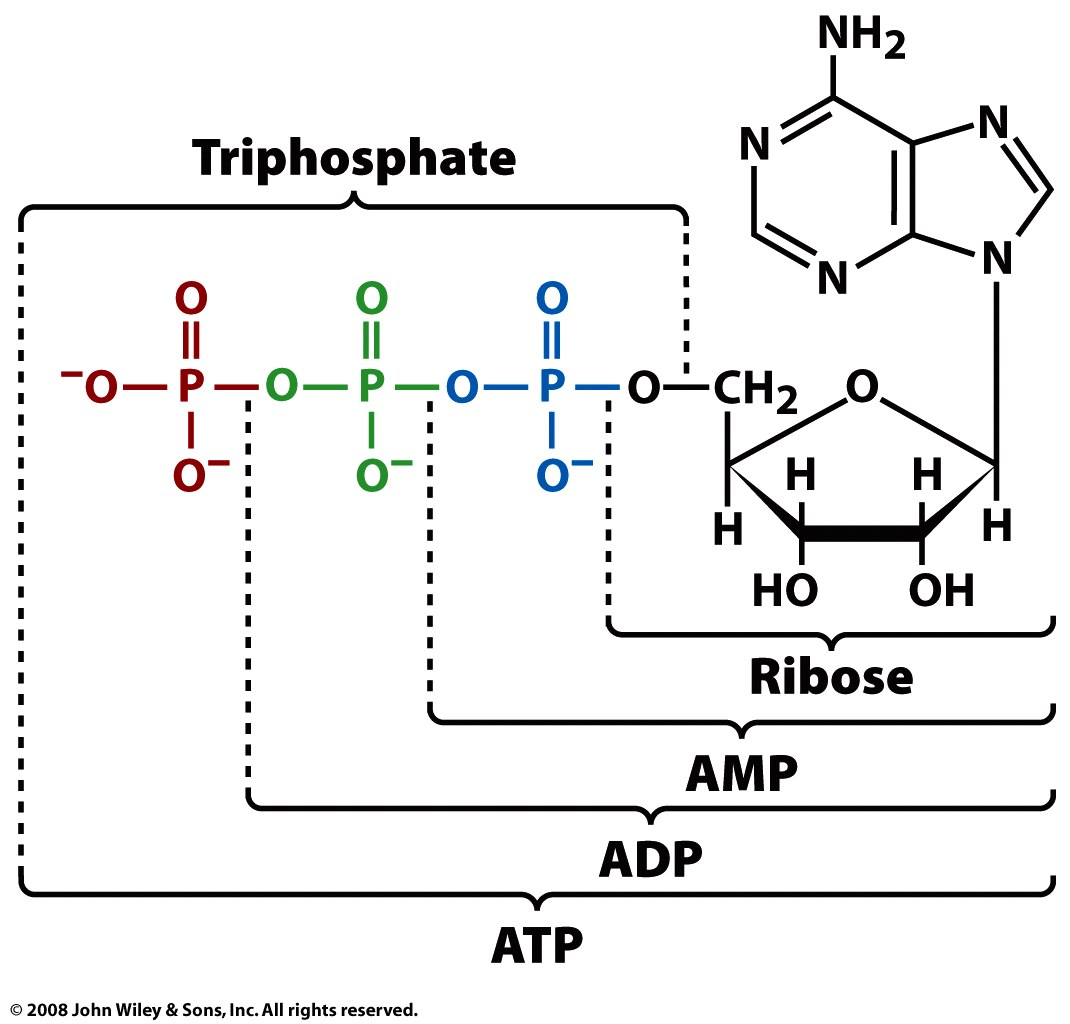 NH2
N
N
Triphosphate
N
N
O
O
O
⁻O
P
O
P
O
P
O
CH2
O
O⁻
O⁻
O⁻
H
H
H
H
HO
OH
Ribose
AMP
ADP
ATP
© 2008 John Wiley & Sons, Inc. All rights reserved.